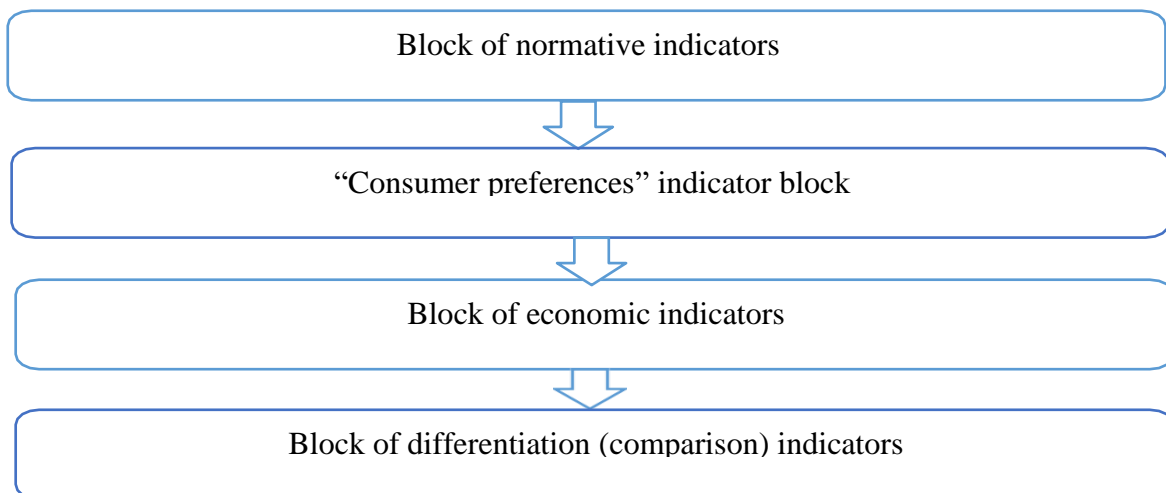 Block of normative indicators
“Consumer preferences” indicator block
Block of economic indicators
Block of differentiation (comparison) indicators